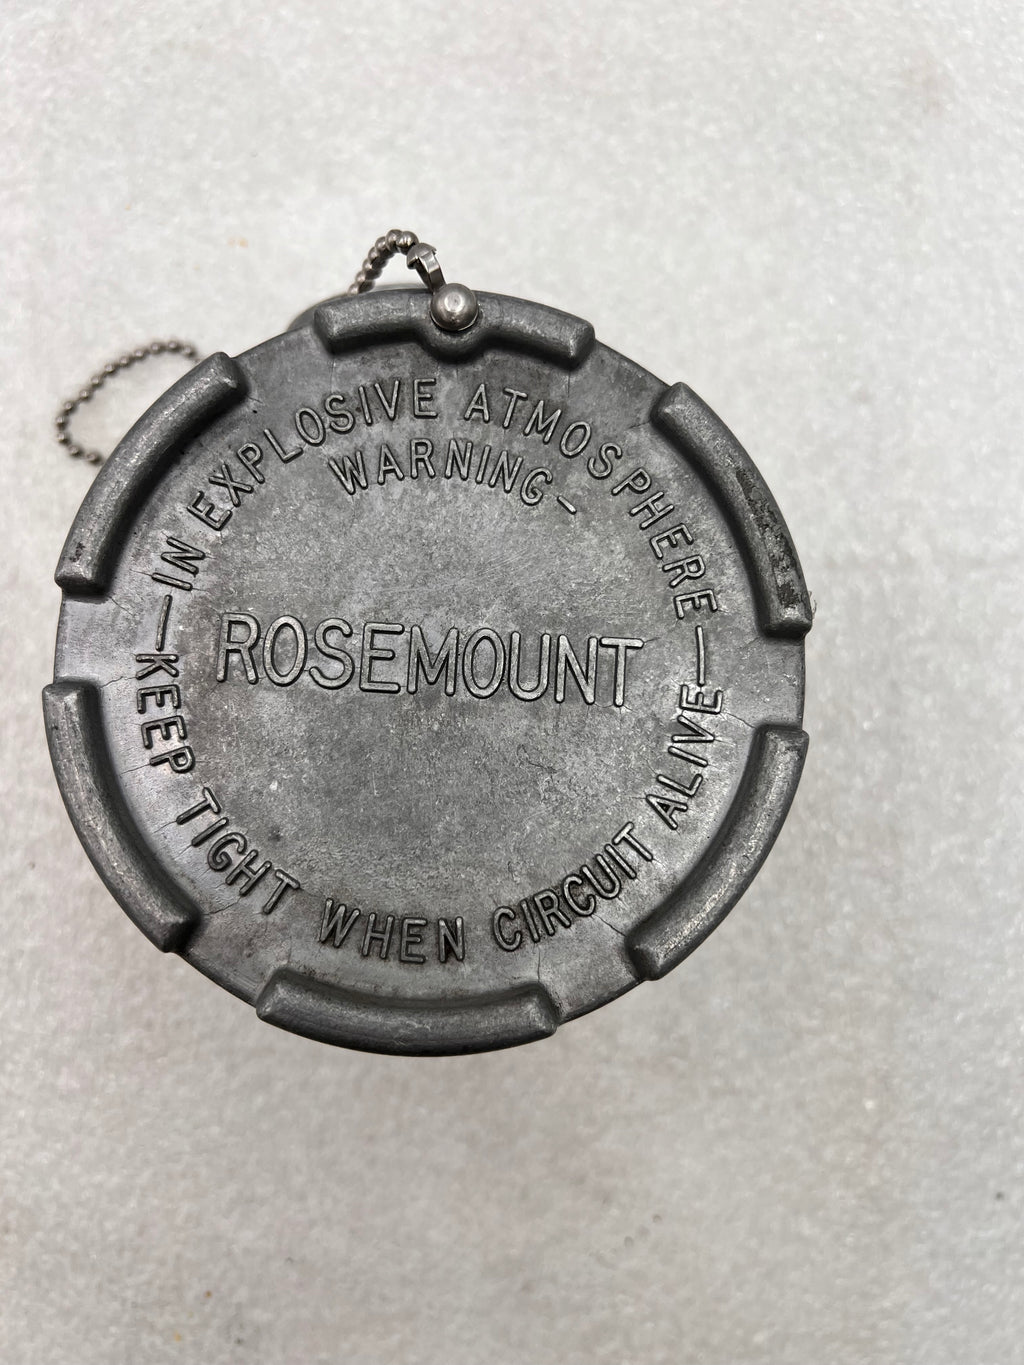 WARNING-
-IN EXPLOSIVE ATMOSPHERE-
KEEP TIGHT WHEN CIRCUIT ALIVE
ROSEMOUNT